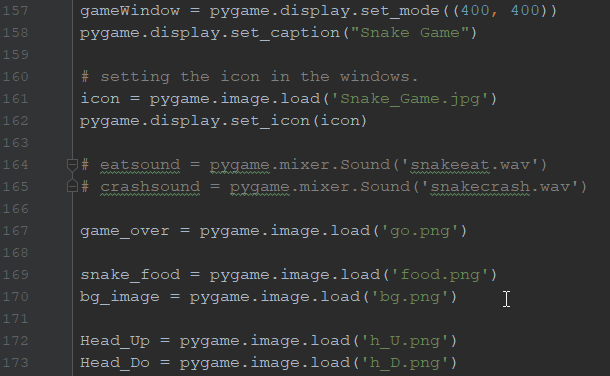 157 gameWindow = pygame.display.set_mode((400, 400))
158 pygame.display.set_caption("Snake Game")
159
160 # setting the icon in the windows.
161 icon = pygame.image.load('Snake_Game.jpg')
162 pygame.display.set_icon(icon)
163
164 # eatsound = pygame.mixer.Sound('snakeeat.wav')
165 # crashsound = pygame.mixer.Sound('snakecrash.wav')
166
167 game_over = pygame.image.load('go.png')
168
169 snake_food = pygame.image.load('food.png')
170 bg_image = pygame.image.load('bg.png')
171
172 Head_Up = pygame.image.load('h_U.png')
173 Head_Do = pygame.image.load('h_D.png')